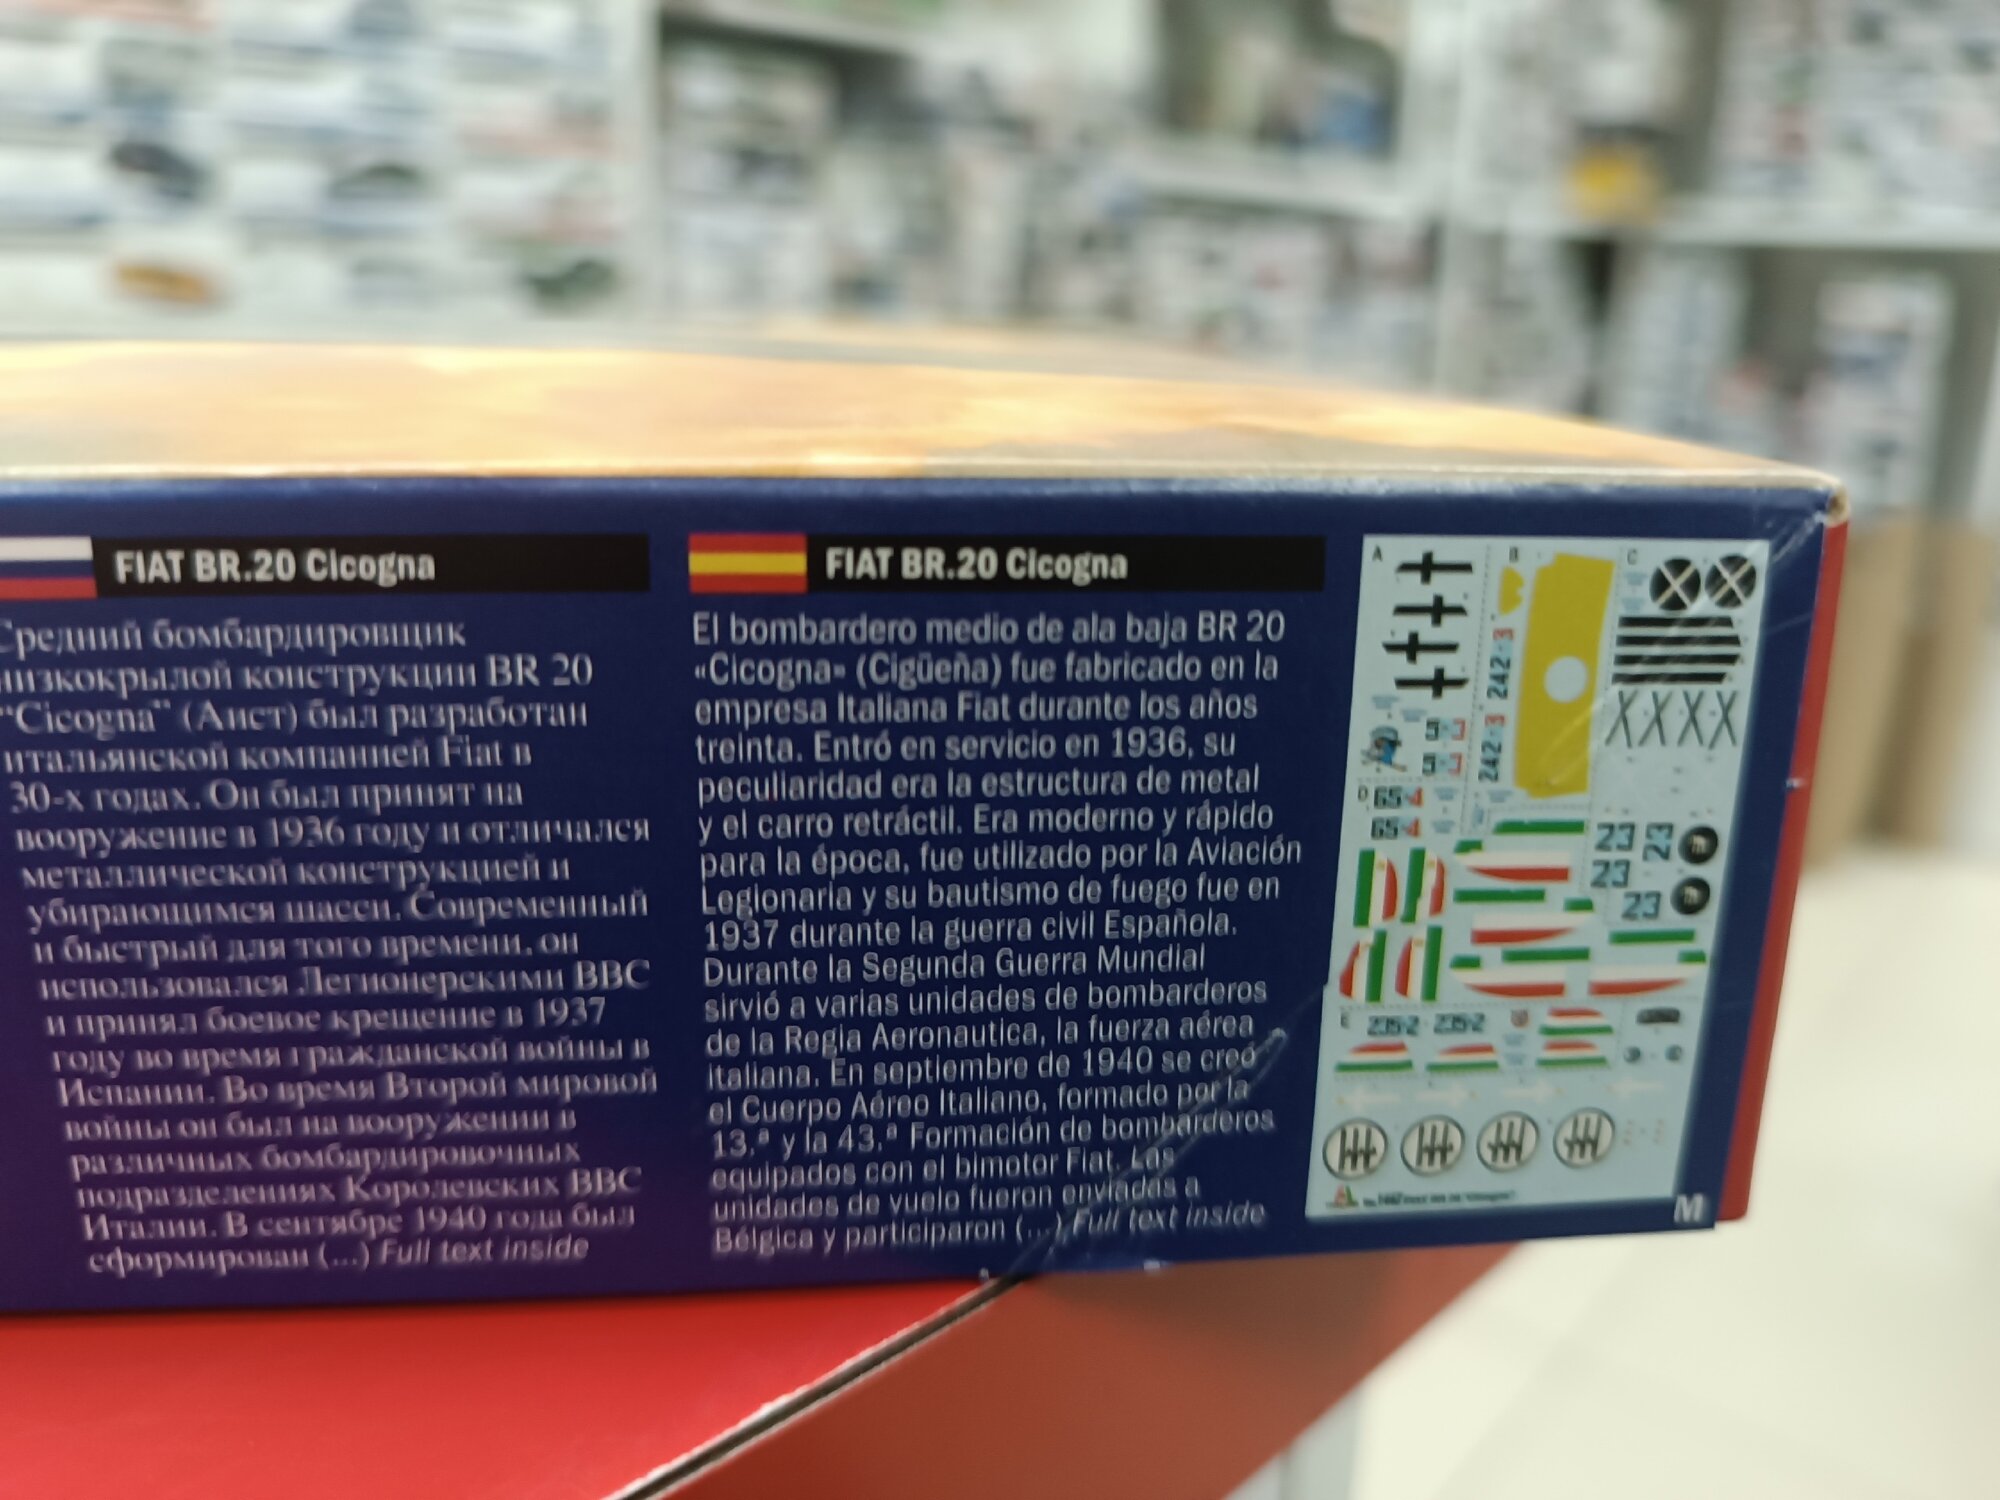 FIAT BR.20 Cicogna
Средний бомбардировщик
низкокрылой конструкции BR 20
"Cicogna" (Аист) был разработан
итальянской компанией Fiat в
30-х годах. Он был принят на
вооружение в 1936 году и отличался
металлической конструкцией и
убирающимся шасси. Современный
и быстрый для того времени, он
использовался Легионерскими ВВС
и принял боевое крещение в 1937
году во время гражданской войны в
Испании. Во время Второй мировой
войны он был на вооружении в
различных бомбардировочных
подразделениях Королевских ВВС
Италии. В сентябре 1940 года был
сформирован (...) Full text inside
FIAT BR.20 Cicogna
El bombardero medio de ala baja BR 20
«Cicogna» (Cigüeña) fue fabricado en la
empresa Italiana Fiat durante los años
treinta. Entró en servicio en 1936, su
peculiaridad era la estructura de metal
y el carro retráctil. Era moderno y rápido
para la época, fue utilizado por la Aviación
Legionaria y su bautismo de fuego fue en
1937 durante la guerra civil Española.
Durante la Segunda Guerra Mundial
sirvió a varias unidades de bombarderos
de la Regia Aeronautica, la fuerza aérea
italiana. En septiembre de 1940 se creó
el Cuerpo Aéreo Italiano, formado por la
13.ª y la 43.ª Formación de bombarderos
equipados con el bimotor Fiat. Las
unidades de vuelo fueron enviadas a
Bélgica y participaron (...) Full text inside
A
B
C
242-3
242-3
5
5
D
65-4
65-4
23
23
23
23
E
235-2
235-2
M